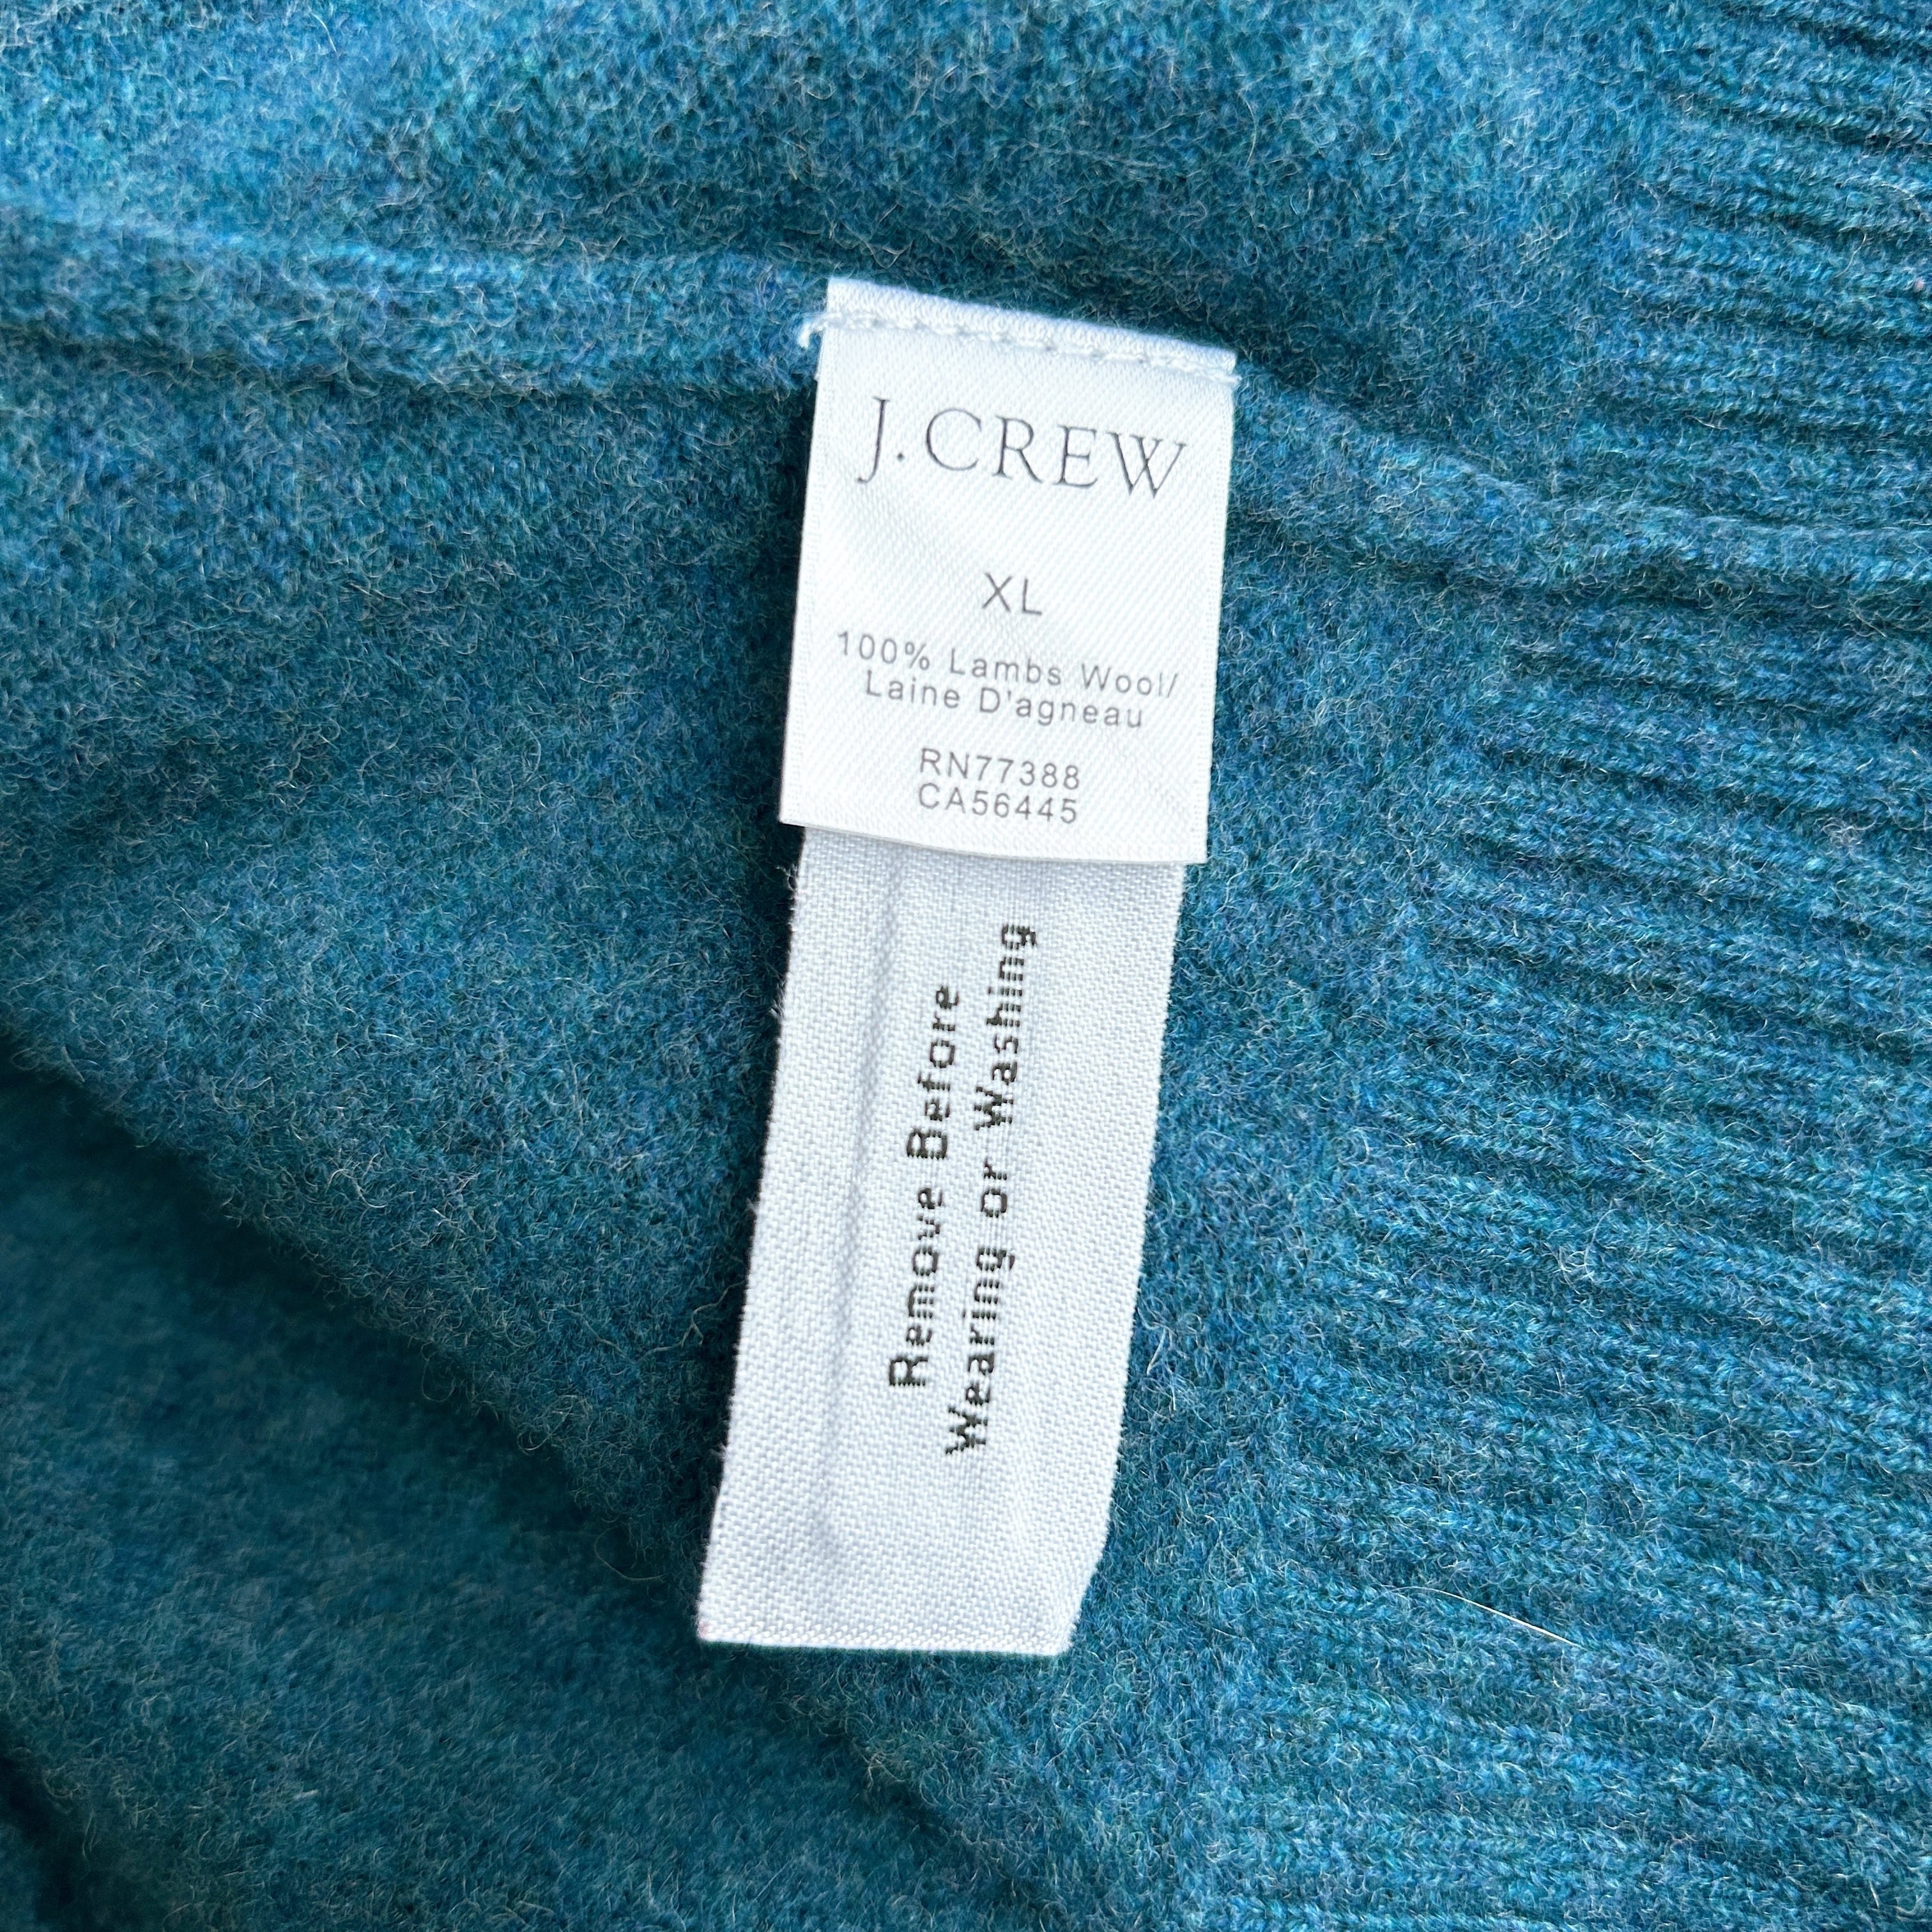 J.CREW
XL
100% Lambs Wool/
Laine D'agneau
RN77388
CA56445
Remove Before
Wearing or Washing